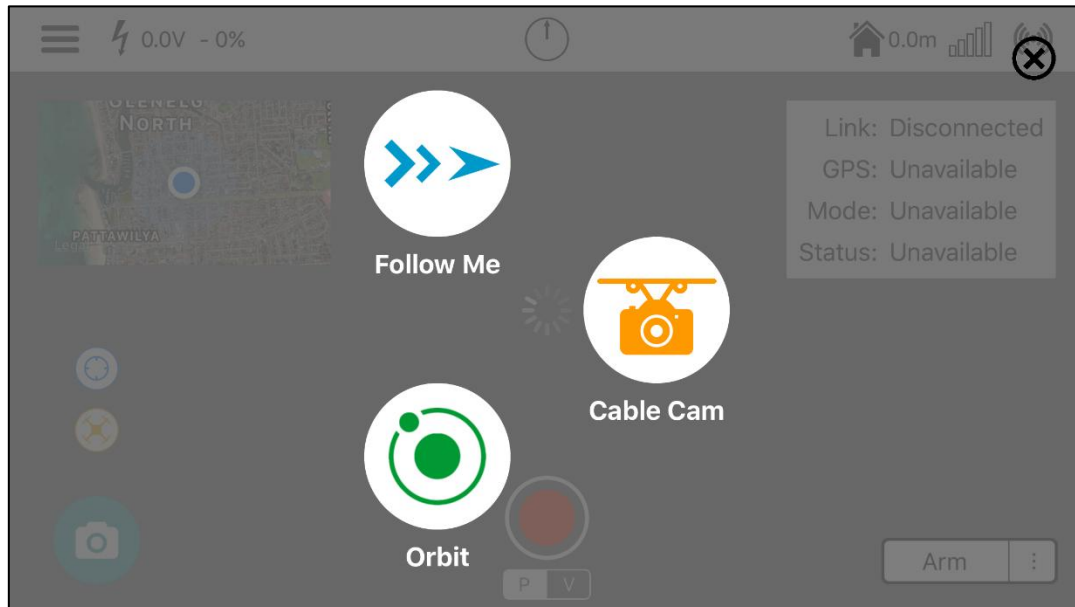 0.0V - 0%
0.0m
GLENELG
NORTH
PATTAWILYA
Legal
Link: Disconnected
GPS: Unavailable
Mode: Unavailable
Status: Unavailable
Follow Me
Cable Cam
Orbit
P V
Arm